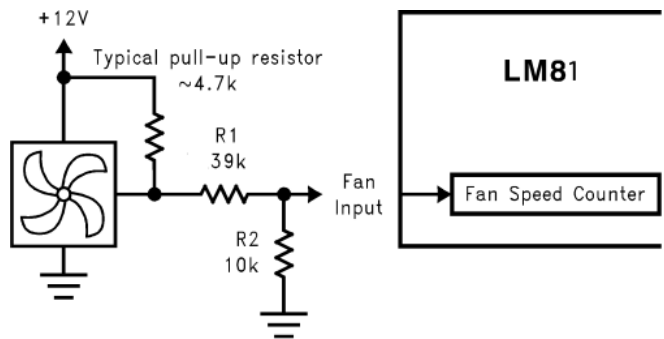 +12V
Typical pull-up resistor
~4.7k
R1
39k
R2
10k
Fan
Input
LM81
Fan Speed Counter